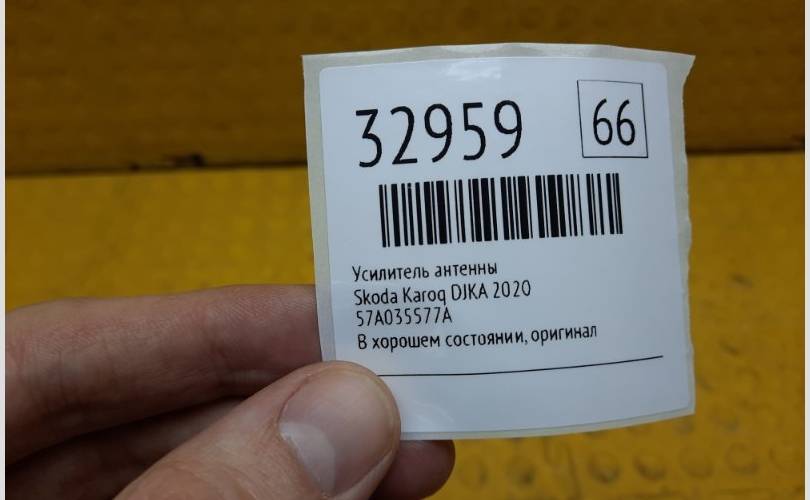 32959
66
Усилитель антенны
Skoda Karoq DJKA 2020
57A035577A
В хорошем состоянии, оригинал